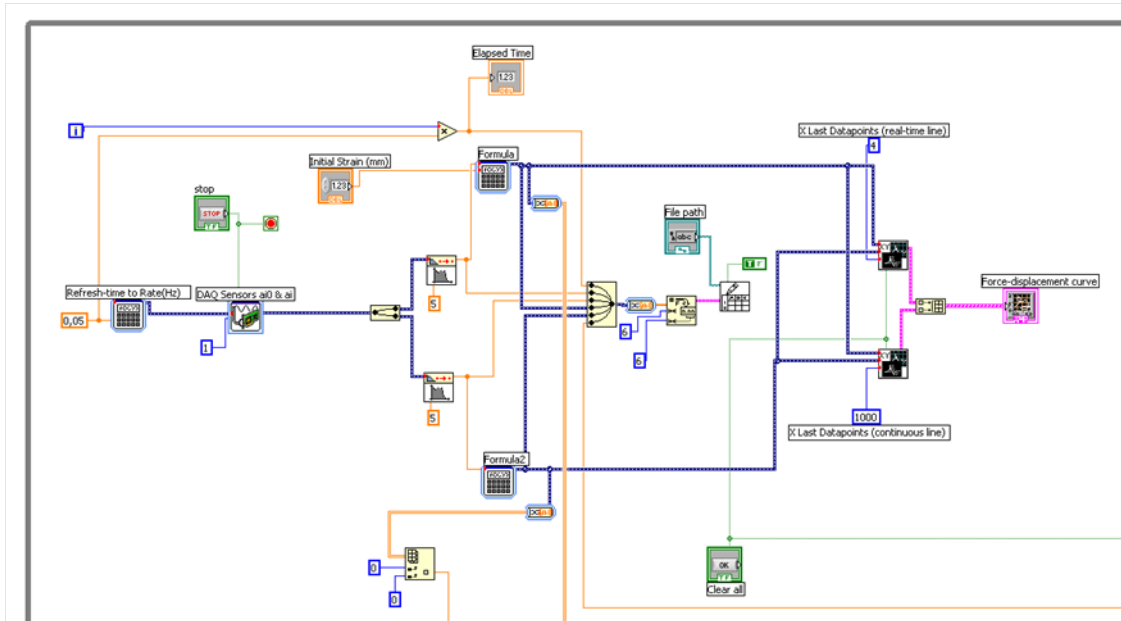 Elapsed Time
1.23
i
×
X Last Datapoints (real-time line)
4
Formula
Initial Strain (mm)
1.23
stop
STOP
TF
File path
abc
T F
XY
Force-displacement curve
Refresh-time to Rate(Hz)
DAQ Sensors ai0 & ai
5
0,05
1
6
6
XY
5
1000
X Last Datapoints (continuous line)
Formula2
OK
TF
Clear all
0
0